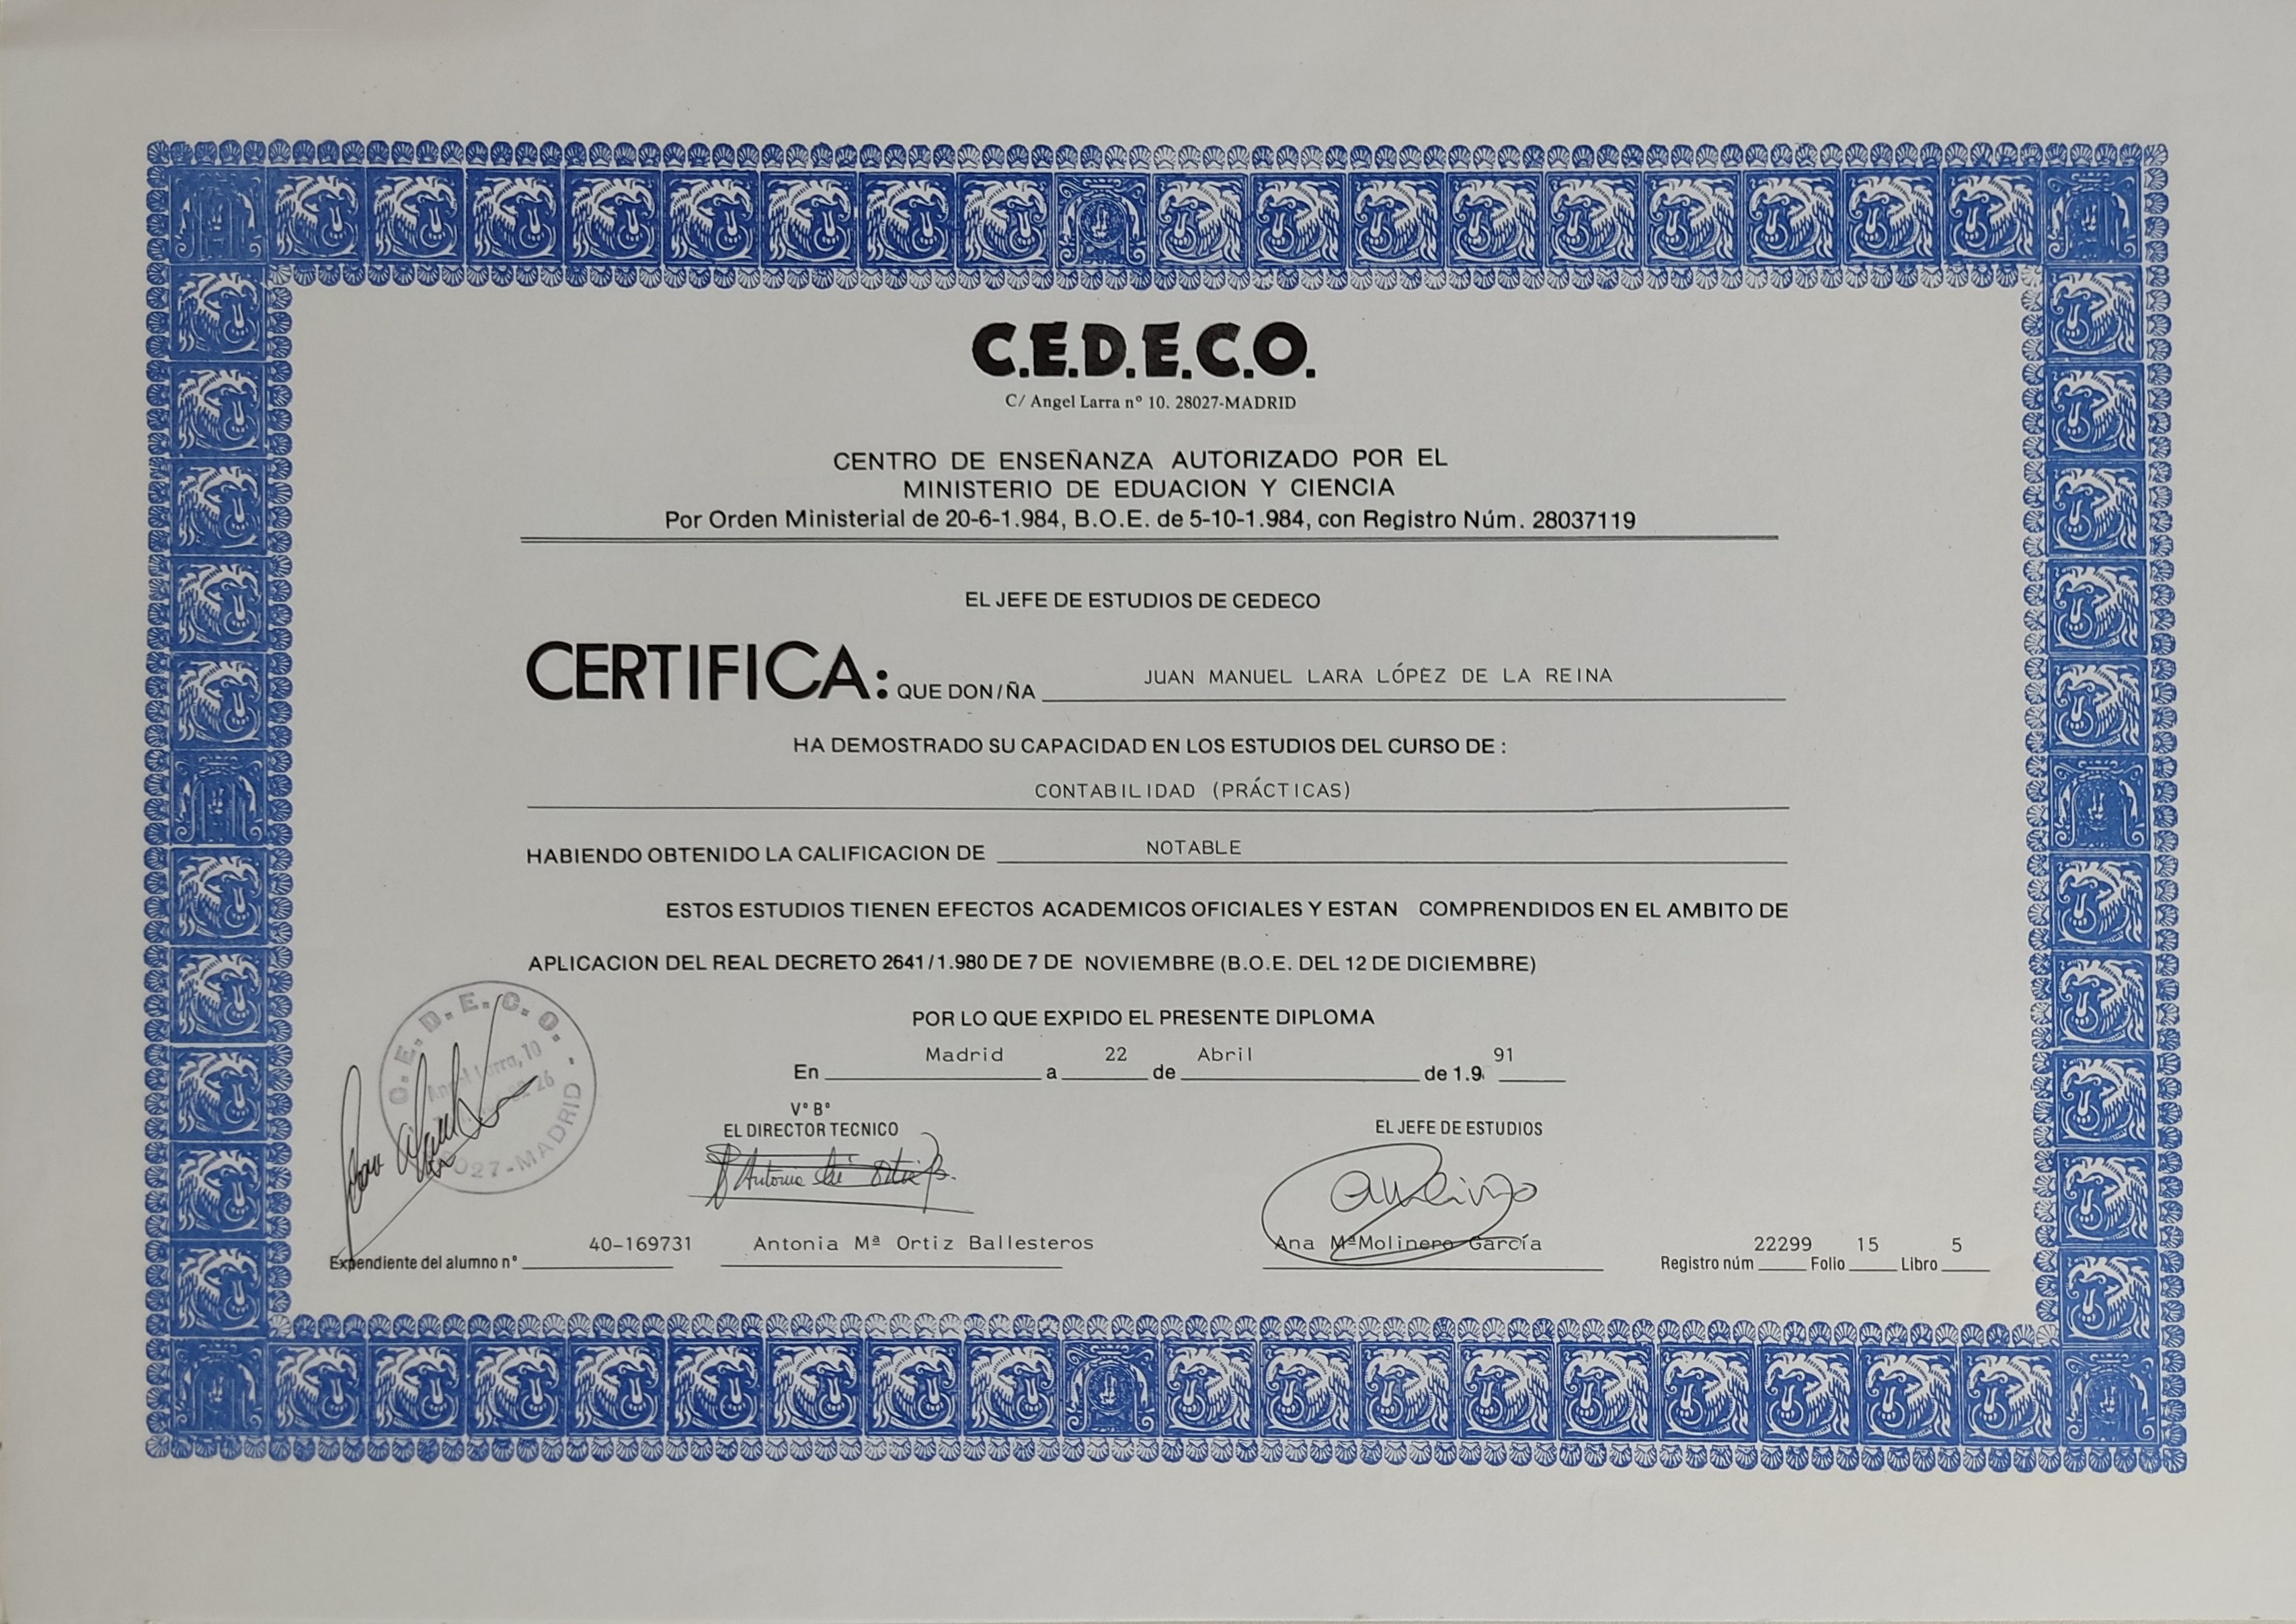 C.E.D.E.C.O.
C/ Angel Larra nº 10. 28027-MADRID
CENTRO DE ENSEÑANZA AUTORIZADO POR EL
MINISTERIO DE EDUACION Y CIENCIA
Por Orden Ministerial de 20-6-1.984, B.O.E. de 5-10-1.984, con Registro Núm. 28037119
EL JEFE DE ESTUDIOS DE CEDECO
CERTIFICA: QUE DON/ÑA JUAN MANUEL LARA LÓPEZ DE LA REINA
HA DEMOSTRADO SU CAPACIDAD EN LOS ESTUDIOS DEL CURSO DE :
CONTABILIDAD (PRÁCTICAS)
HABIENDO OBTENIDO LA CALIFICACION DE NOTABLE
ESTOS ESTUDIOS TIENEN EFECTOS ACADEMICOS OFICIALES Y ESTAN COMPRENDIDOS EN EL AMBITO DE
APLICACION DEL REAL DECRETO 2641/1.980 DE 7 DE NOVIEMBRE (B.O.E. DEL 12 DE DICIEMBRE)
POR LO QUE EXPIDO EL PRESENTE DIPLOMA
En Madrid a 22 de Abril de 1.9 91
C.E.D.E.C.O.
MADRID
Vº Bº
EL DIRECTOR TECNICO
EL JEFE DE ESTUDIOS
Expendiente del alumno nº 40-169731
Antonia Mª Ortiz Ballesteros
Ana MªMolinero García
Registro núm 22299 Folio 15 Libro 5